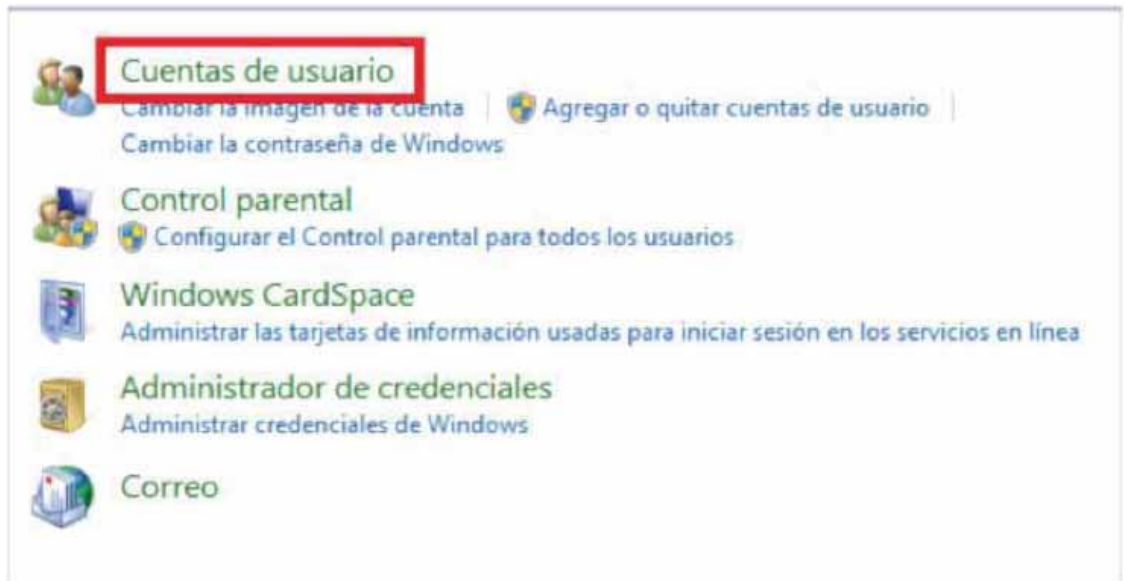 Cuentas de usuario
Cambiar la imagen de la cuenta Agregar o quitar cuentas de usuario
Cambiar la contraseña de Windows
Control parental
Configurar el Control parental para todos los usuarios
Windows CardSpace
Administrar las tarjetas de información usadas para iniciar sesión en los servicios en línea
Administrador de credenciales
Administrar credenciales de Windows
Correo